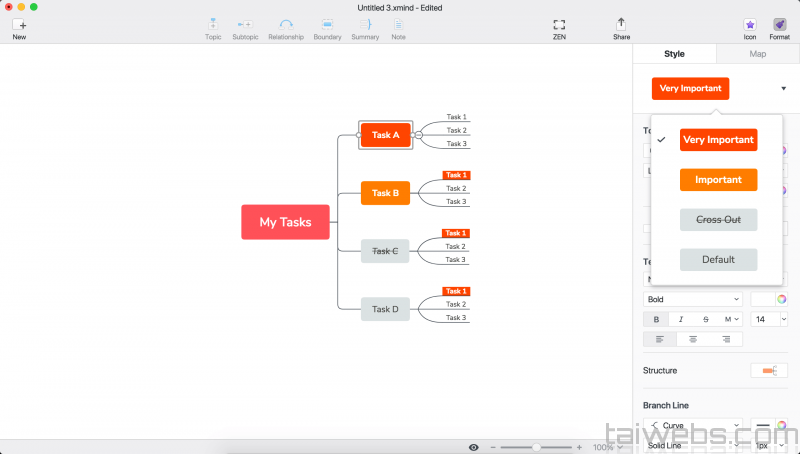 Untitled 3.xmind - Edited
New
Topic
Subtopic
Relationship
Boundary
Summary
Note
ZEN
Share
Icon
Format
Style
Map
Very Important
Very Important
Important
Cross Out
Default
My Tasks
Task A
Task 1
Task 2
Task 3
Task B
Task 1
Task 2
Task 3
Task C
Task 1
Task 2
Task 3
Task D
Task 1
Task 2
Task 3
To
Te
Bold
B I S M
14
Structure
Branch Line
Curve
Solid Line
1px
100%
taiwebs.com